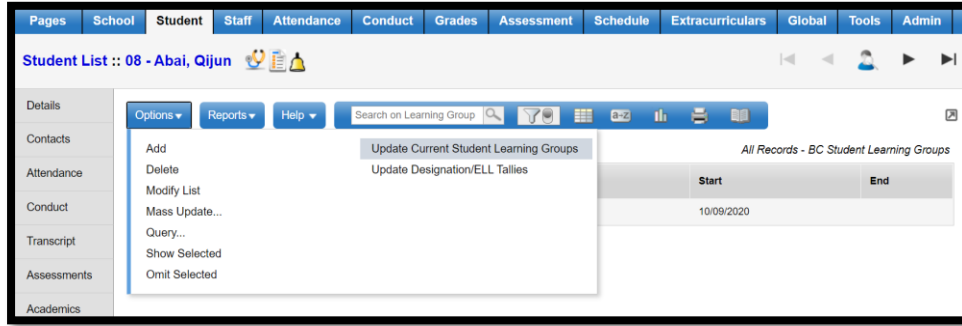 Pages School Student Staff Attendance Conduct Grades Assessment Schedule Extracurriculars Global Tools Admin
Student List :: 08 - Abai, Qijun
Details
Contacts
Attendance
Conduct
Transcript
Assessments
Academics
Options Reports Help Search on Learning Group a-z
All Records - BC Student Learning Groups
Add
Delete
Modify List
Mass Update...
Query...
Show Selected
Omit Selected
Update Current Student Learning Groups
Update Designation/ELL Tallies
Start End
10/09/2020